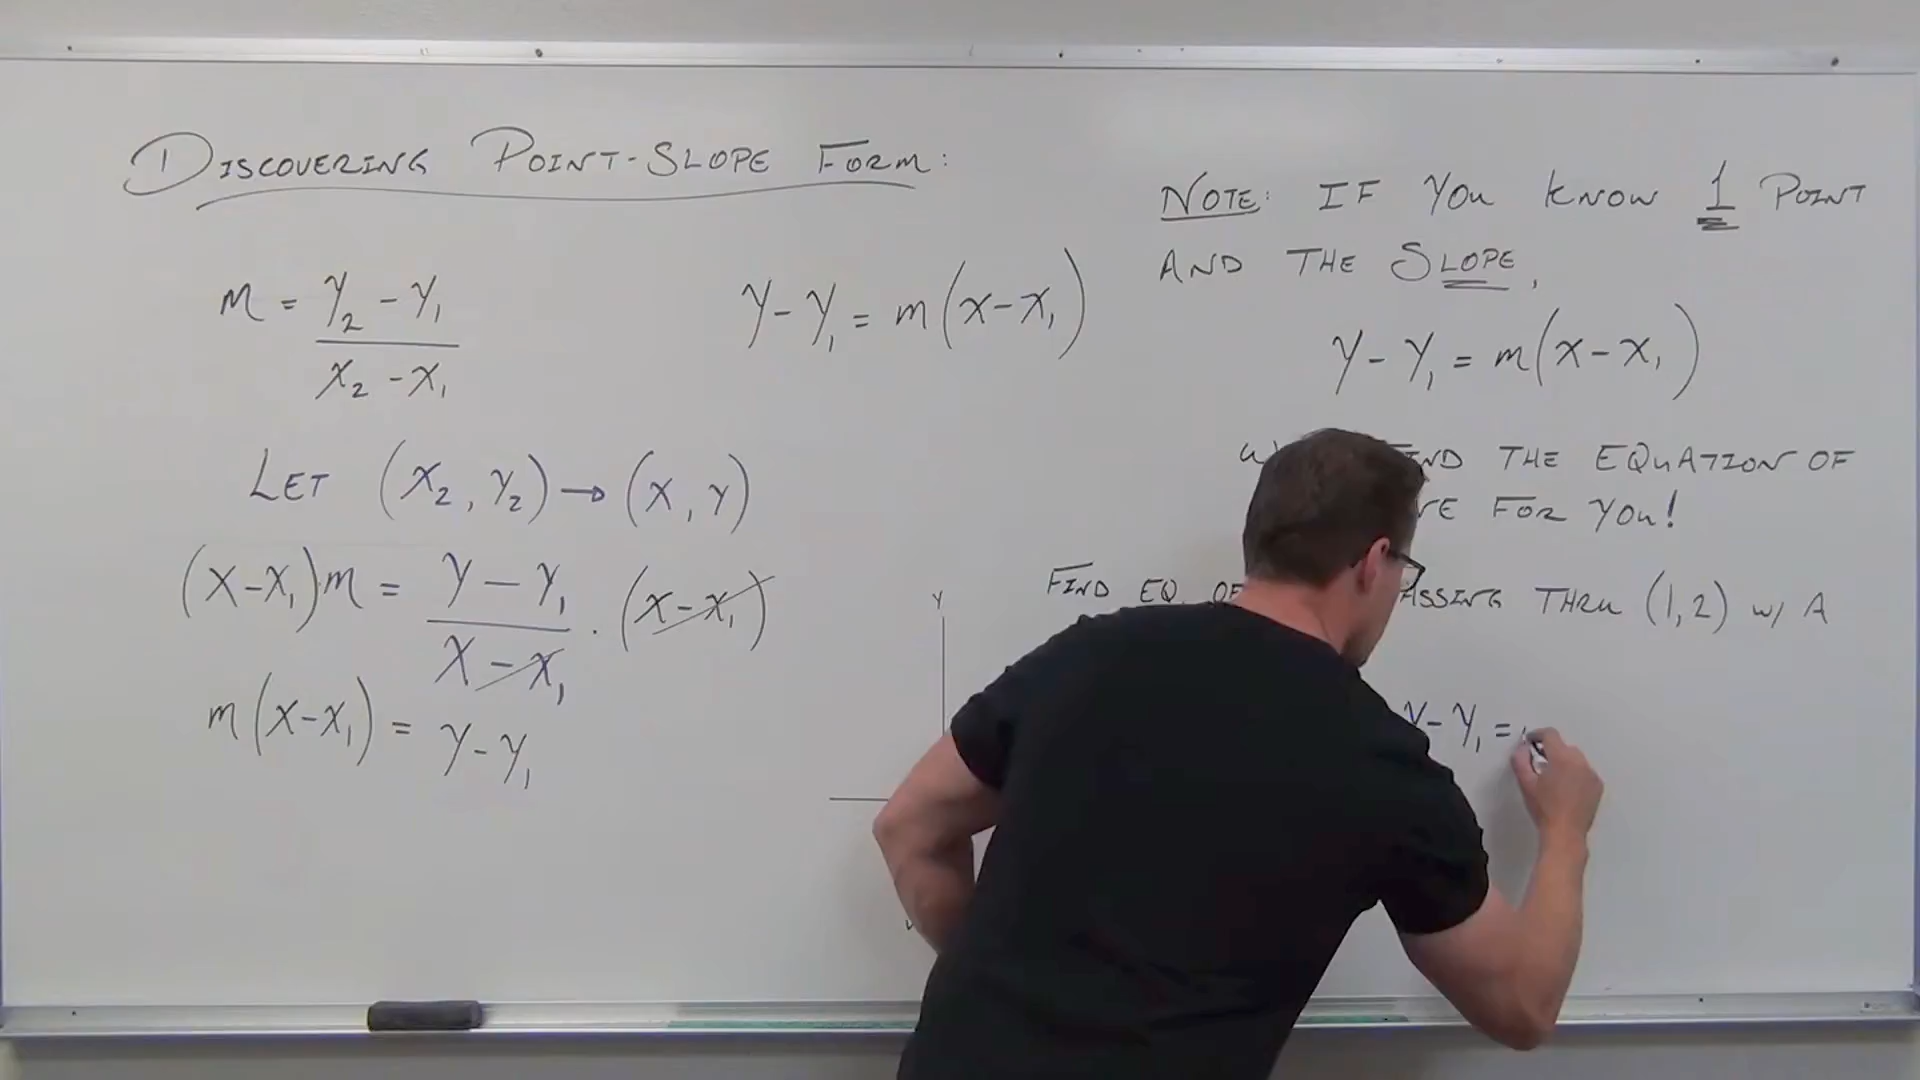 DISCOVERING POINT-SLOPE FORM:
m = y₂ - y₁ / x₂ - x₁
y - y₁ = m(x - x₁)
LET (x₂, y₂) → (x, y)
(x - x₁)m = y - y₁ / x - x₁ · (x - x₁)
m(x - x₁) = y - y₁
y
NOTE: IF YOU KNOW 1 POINT
AND THE SLOPE,
y - y₁ = m(x - x₁)
THE EQUATION OF
FOR YOU!
FIND EQ. OF THRU (1,2) w/ A
y - y₁ =